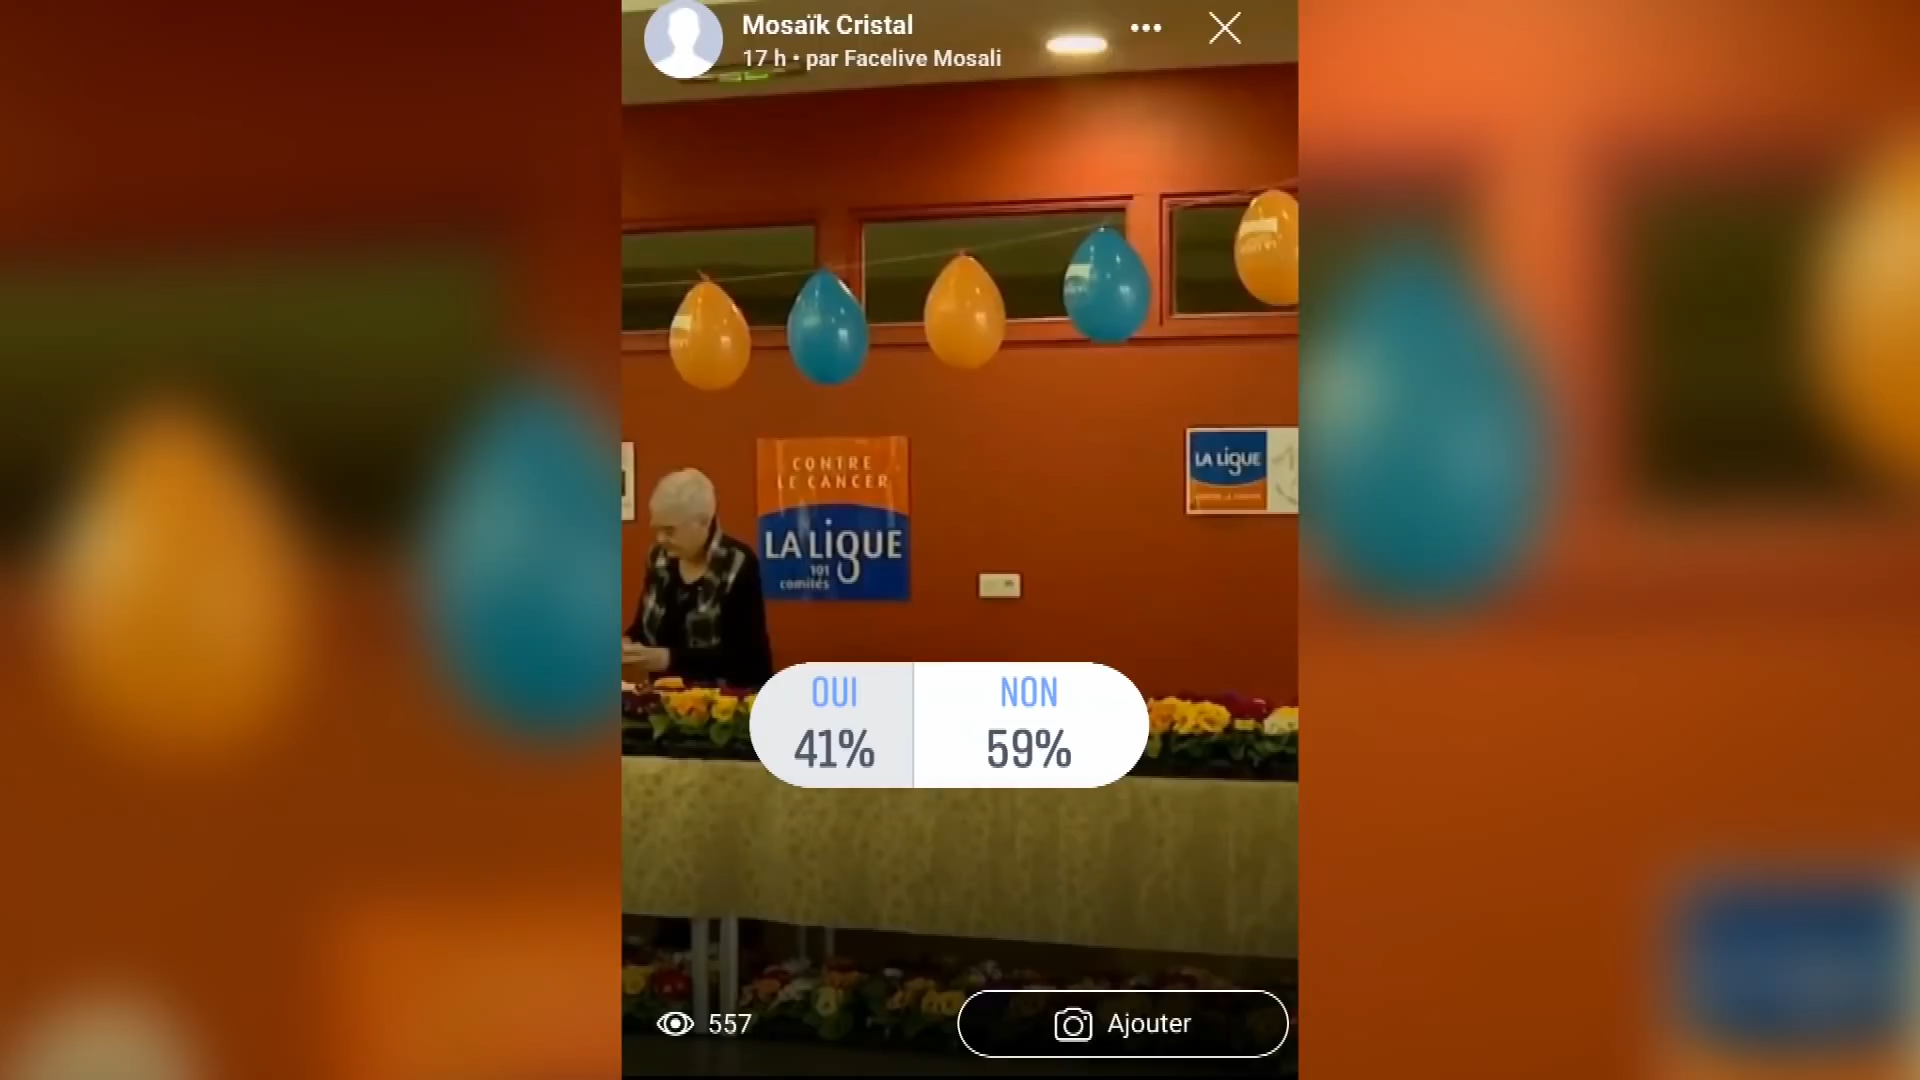 Mosaïk Cristal
17 h • par Facelive Mosali
CONTRE
LE CANCER
LA LIGUE
101
comités
LA LIGUE
OUI
NON
41%
59%
557
Ajouter